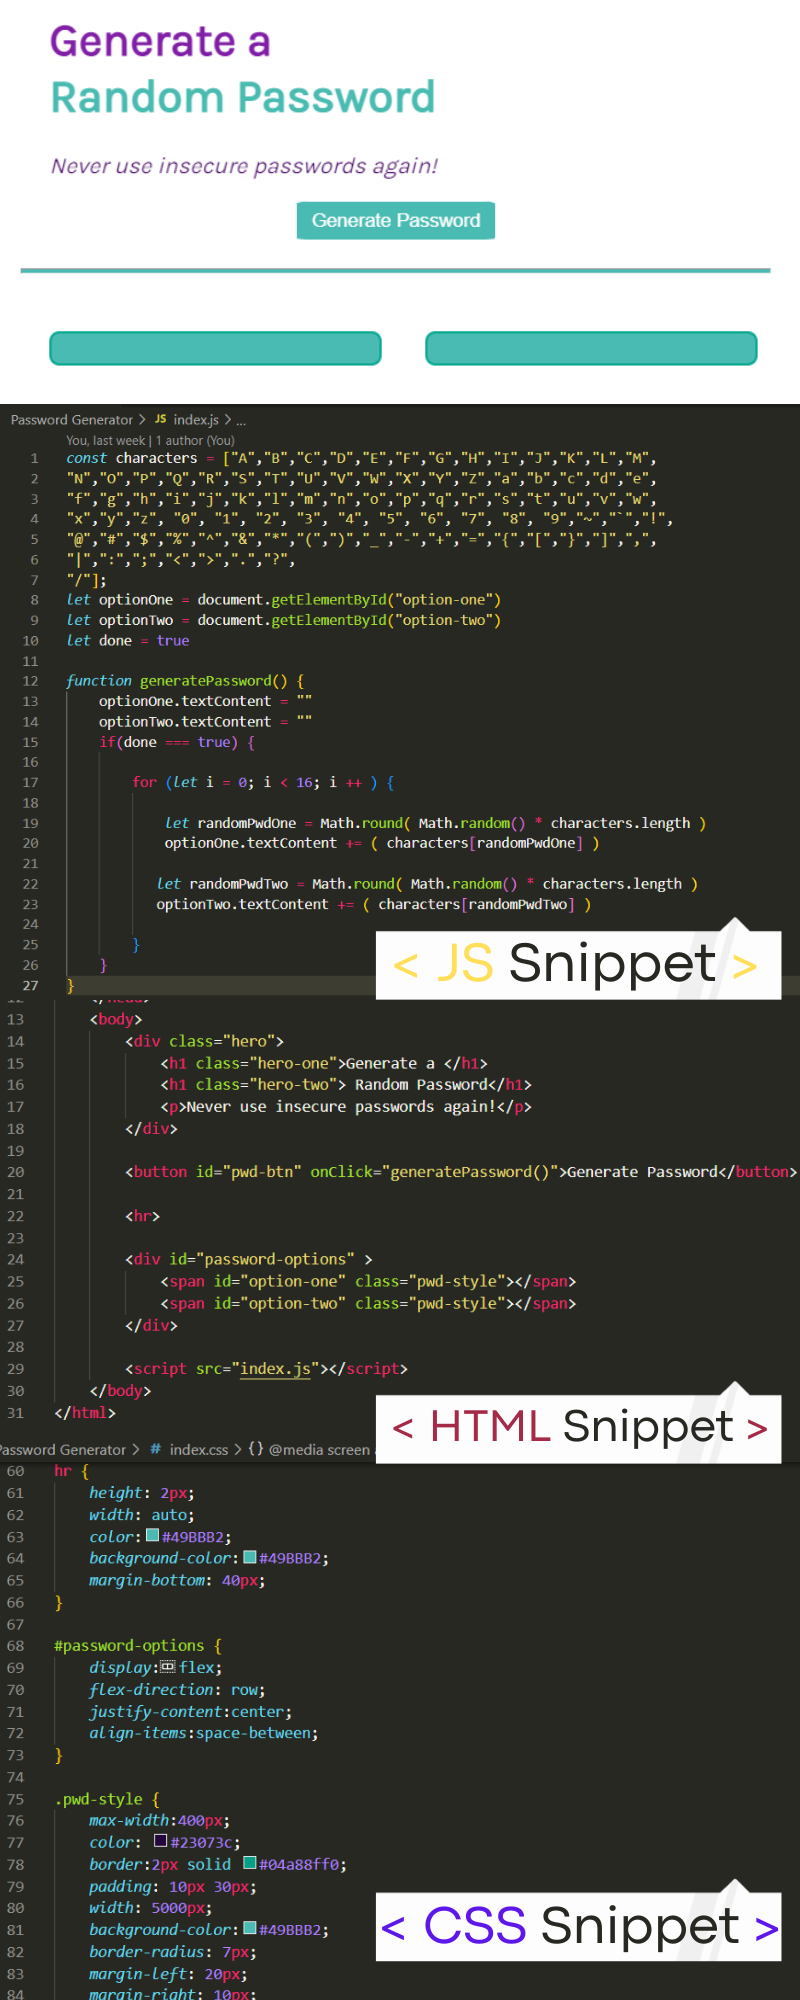 Generate a
Random Password
Never use insecure passwords again!
Generate Password
Password Generator > JS index.js > ...
You, last week | 1 author (You)
1 const characters = ["A","B","C","D","E","F","G","H","I","J","K","L","M",
2 "N","O","P","Q","R","S","T","U","V","W","X","Y","Z","a","b","c","d","e"
3 "f","g","h","i","j","k","l","m","n","o","p","q","r","s","t","u","v","w",
4 "x","y","z", "0", "1", "2", "3", "4", "5", "6", "7", "8", "9","~","`","!",
5 "@","#","$","%","^","&","*","(",")","_","-","+","=","{","[","}","]",",",
6 "|",":",";","<",">",".","?",
7 "/"];
8 let optionOne = document.getElementById("option-one")
9 let optionTwo = document.getElementById("option-two")
10 let done = true
11
12 function generatePassword() {
13 optionOne.textContent = ""
14 optionTwo.textContent = ""
15 if(done === true) {
16
17 for (let i = 0; i < 16; i ++ ) {
18
19 let randomPwdOne = Math.round( Math.random() * characters.length )
20 optionOne.textContent += ( characters[randomPwdOne] )
21
22 let randomPwdTwo = Math.round( Math.random() * characters.length )
23 optionTwo.textContent += ( characters[randomPwdTwo] )
24
25 }
26 }
27 }
< JS Snippet >
12 </head>
13 <body>
14 <div class="hero">
15 <h1 class="hero-one">Generate a </h1>
16 <h1 class="hero-two"> Random Password</h1>
17 <p>Never use insecure passwords again!</p>
18 </div>
19
20 <button id="pwd-btn" onClick="generatePassword()">Generate Password</button>
21
22 <hr>
23
24 <div id="password-options" >
25 <span id="option-one" class="pwd-style"></span>
26 <span id="option-two" class="pwd-style"></span>
27 </div>
28
29 <script src="index.js"></script>
30 </body>
31 </html>
< HTML Snippet >
Password Generator > # index.css > {} @media screen
60 hr {
61 height: 2px;
62 width: auto;
63 color: #49BBB2;
64 background-color: #49BBB2;
65 margin-bottom: 40px;
66 }
67
68 #password-options {
69 display: flex;
70 flex-direction: row;
71 justify-content:center;
72 align-items:space-between;
73 }
74
75 .pwd-style {
76 max-width:400px;
77 color: #23073c;
78 border:2px solid #04a88ff0;
79 padding: 10px 30px;
80 width: 5000px;
81 background-color: #49BBB2;
82 border-radius: 7px;
83 margin-left: 20px;
84 margin-right: 10px;
< CSS Snippet >